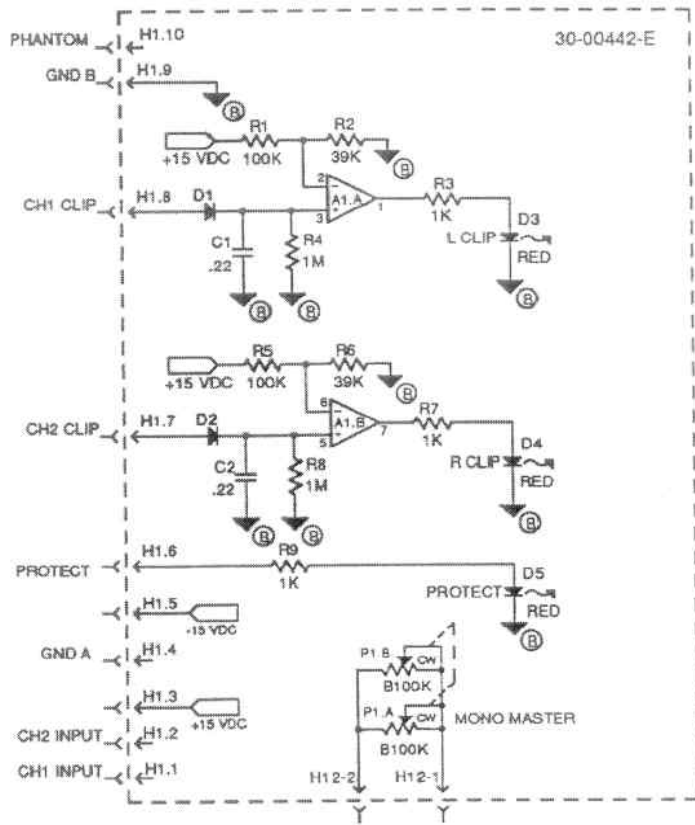 PHANTOM H1.10 30-00442-E
GND B H1.9
B
R1 R2
+15 VDC 100K 39K B
2 A1.A R3
CH1 CLIP H1.8 D1 3 1 1K D3
L CLIP
C1 R4 RED
.22 1M
B B B
R5 R6
+15 VDC 100K 39K B
6 A1.B R7
CH2 CLIP H1.7 D2 5 7 1K D4
R CLIP
C2 R8 RED
.22 1M
B B B
PROTECT H1.6 R9
1K D5
PROTECT
H1.5 RED
-15 VDC B
GND A H1.4
P1.B CW
B100K
H1.3 P1.A CW
+15 VDC MONO MASTER
CH2 INPUT H1.2 B100K
CH1 INPUT H1.1 H12-2 H12-1